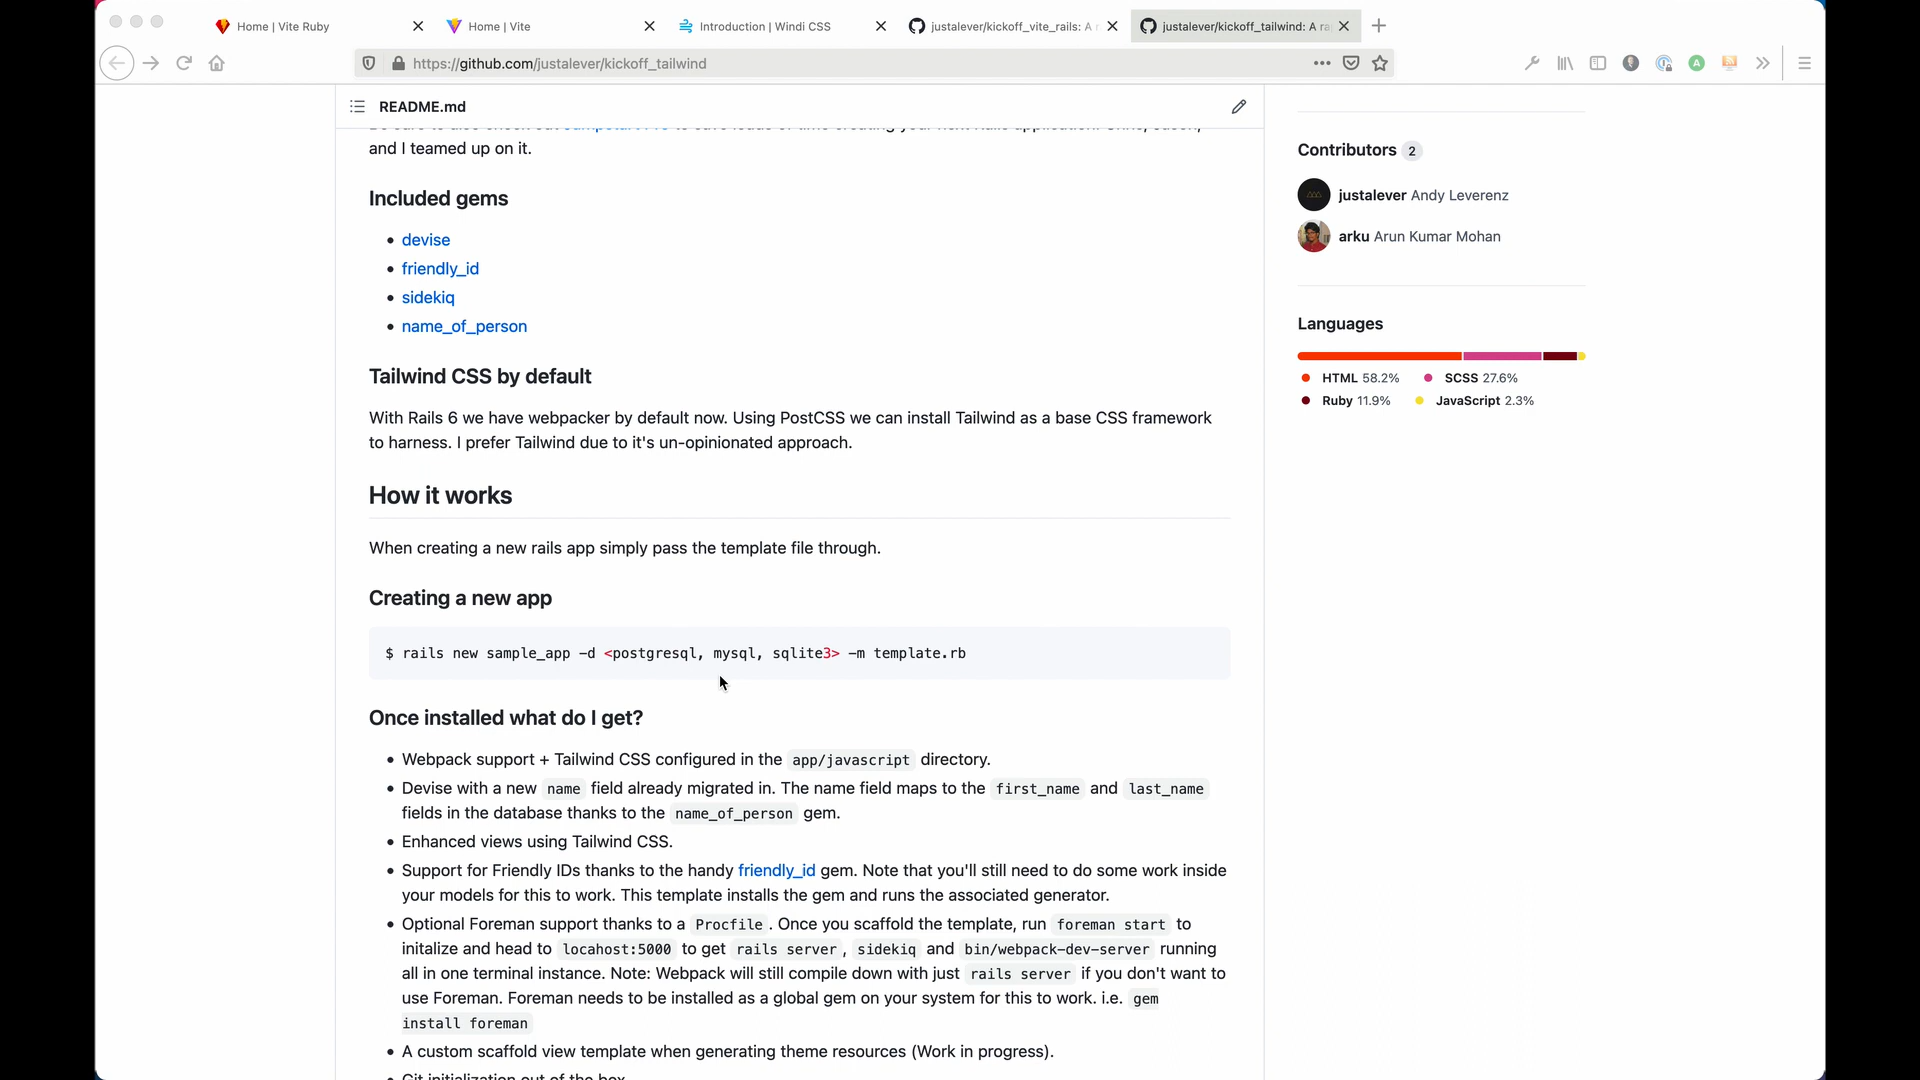 Home | Vite Ruby
Home | Vite
Introduction | Windi CSS
justalever/kickoff_vite_rails: A r
justalever/kickoff_tailwind: A ra
https://github.com/justalever/kickoff_tailwind
README.md
and I teamed up on it.
Included gems
devise
friendly_id
sidekiq
name_of_person
Tailwind CSS by default
With Rails 6 we have webpacker by default now. Using PostCSS we can install Tailwind as a base CSS framework
to harness. I prefer Tailwind due to it's un-opinionated approach.
How it works
When creating a new rails app simply pass the template file through.
Creating a new app
$ rails new sample_app -d <postgresql, mysql, sqlite3> -m template.rb
Once installed what do I get?
Webpack support + Tailwind CSS configured in the app/javascript directory.
Devise with a new name field already migrated in. The name field maps to the first_name and last_name
fields in the database thanks to the name_of_person gem.
Enhanced views using Tailwind CSS.
Support for Friendly IDs thanks to the handy friendly_id gem. Note that you'll still need to do some work inside
your models for this to work. This template installs the gem and runs the associated generator.
Optional Foreman support thanks to a Procfile. Once you scaffold the template, run foreman start to
initalize and head to locahost:5000 to get rails server, sidekiq and bin/webpack-dev-server running
all in one terminal instance. Note: Webpack will still compile down with just rails server if you don't want to
use Foreman. Foreman needs to be installed as a global gem on your system for this to work. i.e. gem
install foreman
A custom scaffold view template when generating theme resources (Work in progress).
Git initialization out of the box
Contributors 2
justalever Andy Leverenz
arku Arun Kumar Mohan
Languages
HTML 58.2%
SCSS 27.6%
Ruby 11.9%
JavaScript 2.3%